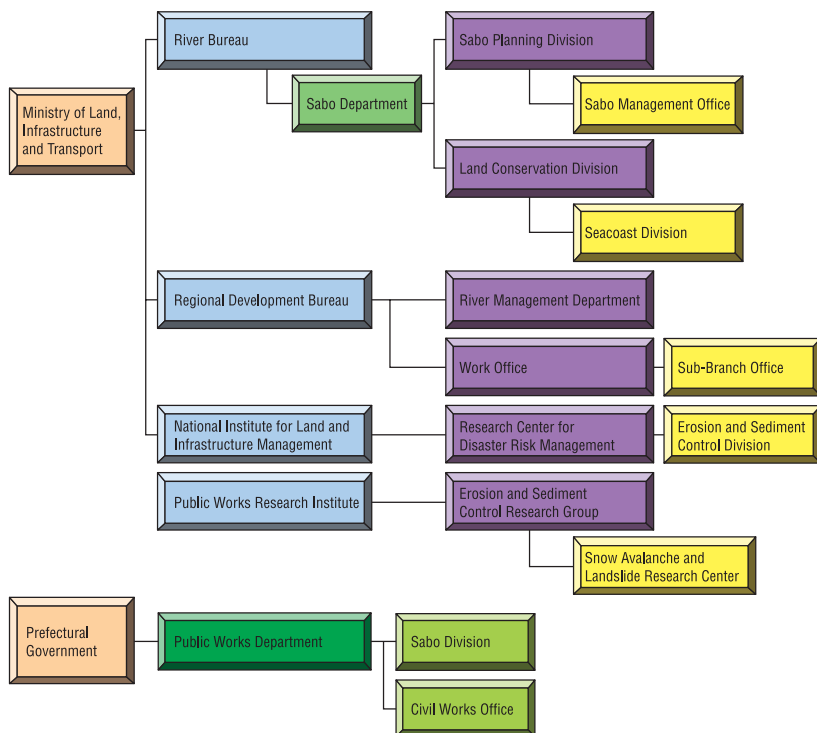 River Bureau
Sabo Planning Division
Sabo Department
Sabo Management Office
Ministry of Land,
Infrastructure
and Transport
Land Conservation Division
Seacoast Division
Regional Development Bureau
River Management Department
Work Office
Sub-Branch Office
National Institute for Land and
Infrastructure Management
Research Center for
Disaster Risk Management
Erosion and Sediment
Control Division
Public Works Research Institute
Erosion and Sediment
Control Research Group
Snow Avalanche and
Landslide Research Center
Prefectural
Government
Public Works Department
Sabo Division
Civil Works Office